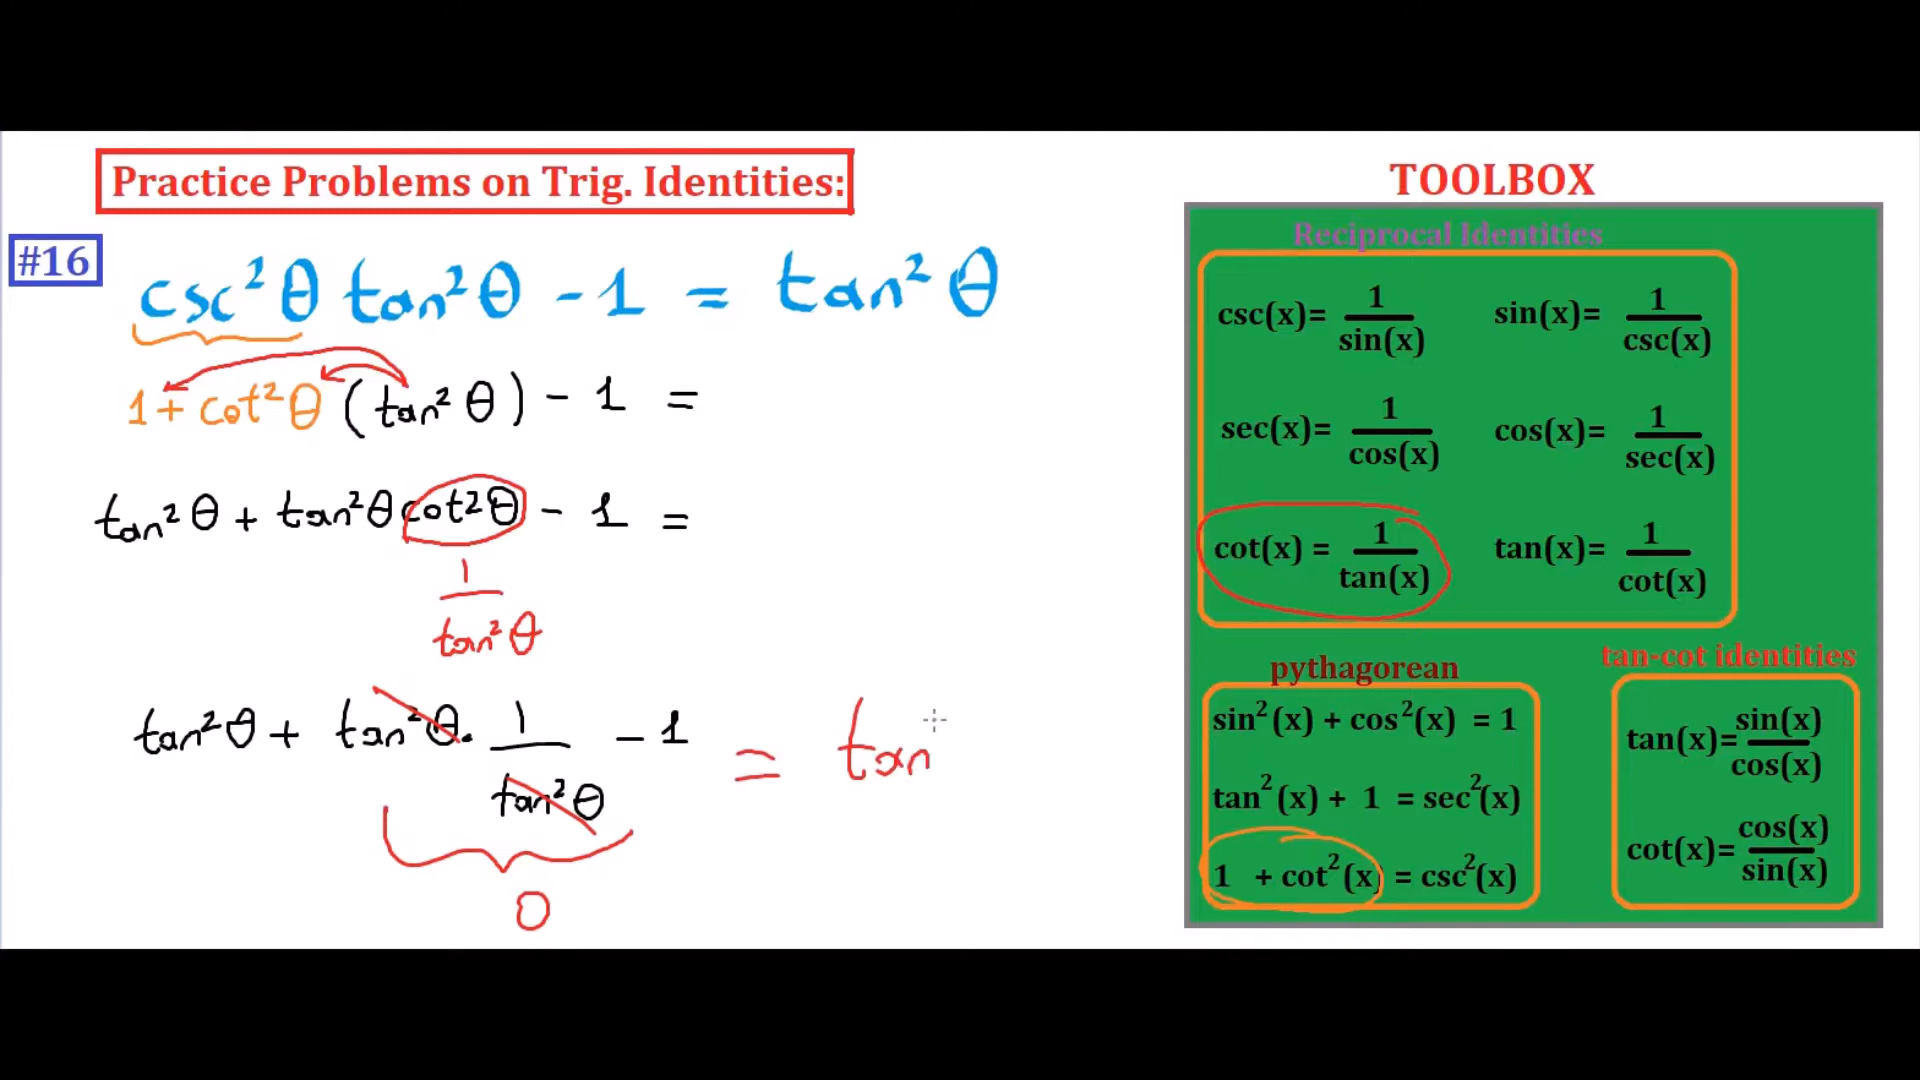 Practice Problems on Trig. Identities:
#16
csc²θ tan²θ - 1 = tan²θ
1 + cot²θ (tan²θ) - 1 =
tan²θ + tan²θ cot²θ - 1 =
1
tan²θ
tan²θ + tan²θ · 1 - 1 = tan
tan²θ
0
TOOLBOX
Reciprocal Identities
csc(x)= 1 sin(x)= 1
sin(x) csc(x)
sec(x)= 1 cos(x)= 1
cos(x) sec(x)
cot(x) = 1 tan(x)= 1
tan(x) cot(x)
pythagorean
sin²(x) + cos²(x) = 1
tan²(x) + 1 = sec²(x)
1 + cot²(x) = csc²(x)
tan-cot identities
tan(x)= sin(x)
cos(x)
cot(x)= cos(x)
sin(x)